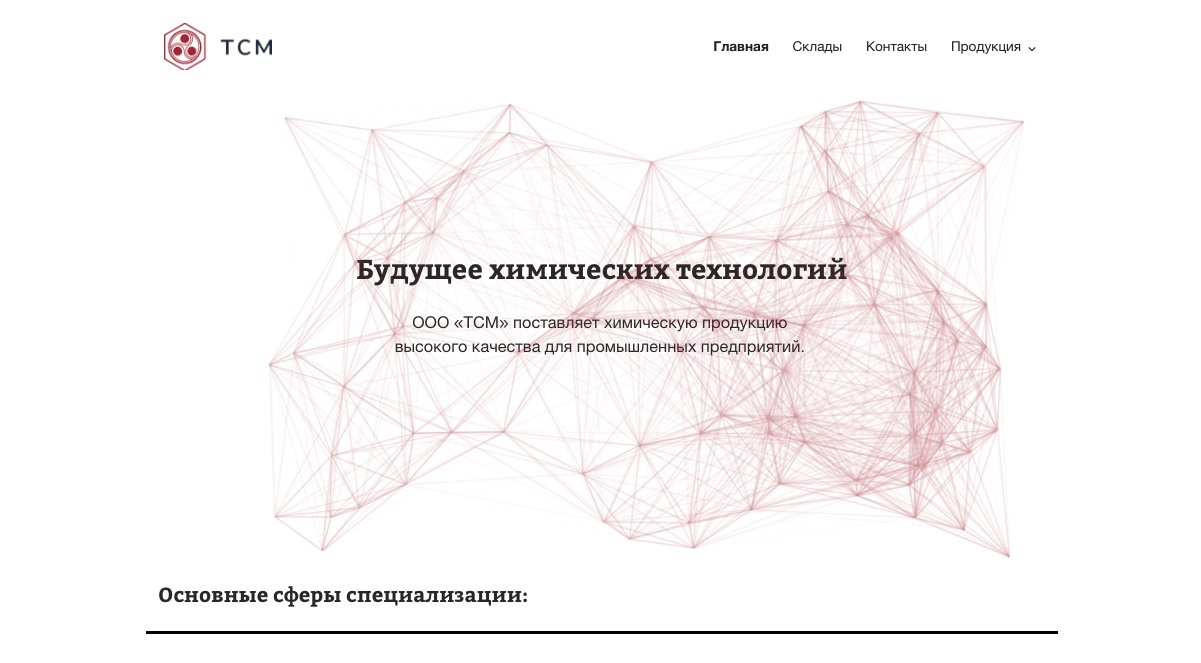 ТСМ
Главная Склады Контакты Продукция
Будущее химических технологий
ООО «ТСМ» поставляет химическую продукцию
высокого качества для промышленных предприятий.
Основные сферы специализации: